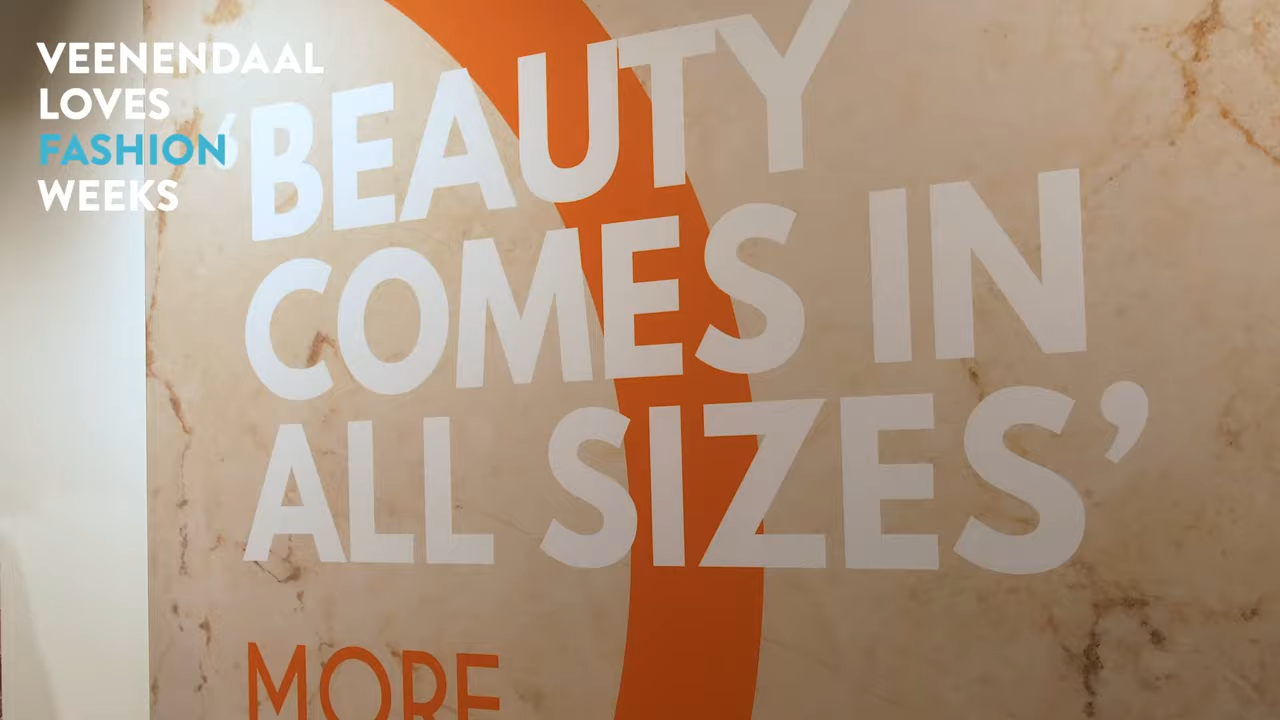 VEENENDAAL
LOVES
FASHION
WEEKS
‘BEAUTY
COMES IN
ALL SIZES’
MORE